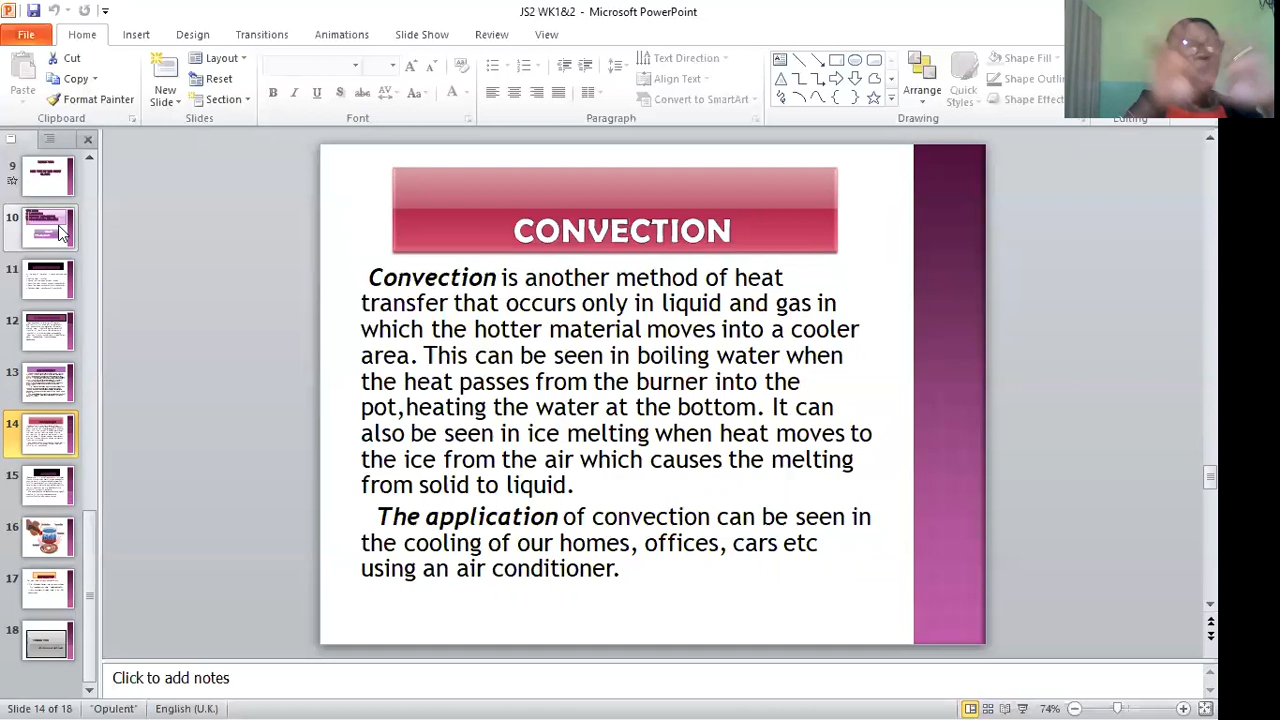 JS2 WK1&2 - Microsoft PowerPoint
File Home Insert Design Transitions Animations Slide Show Review View
Cut
Copy
Format Painter
Paste
Clipboard
New
Slide
Layout
Reset
Section
Slides
Font
Text Direction
Align Text
Convert to SmartArt
Paragraph
Arrange
Quick
Styles
Shape Fill
Shape Outli
Shape Effect
Drawing
Editing
9
10
11
12
13
14
15
16
17
18
CONVECTION
Convection is another method of heat
transfer that occurs only in liquid and gas in
which the hotter material moves into a cooler
area. This can be seen in boiling water when
the heat passes from the burner into the
pot,heating the water at the bottom. It can
also be seen in ice melting when heat moves to
the ice from the air which causes the melting
from solid to liquid.
The application of convection can be seen in
the cooling of our homes, offices, cars etc
using an air conditioner.
Click to add notes
Slide 14 of 18 "Opulent" English (U.K.) 74%